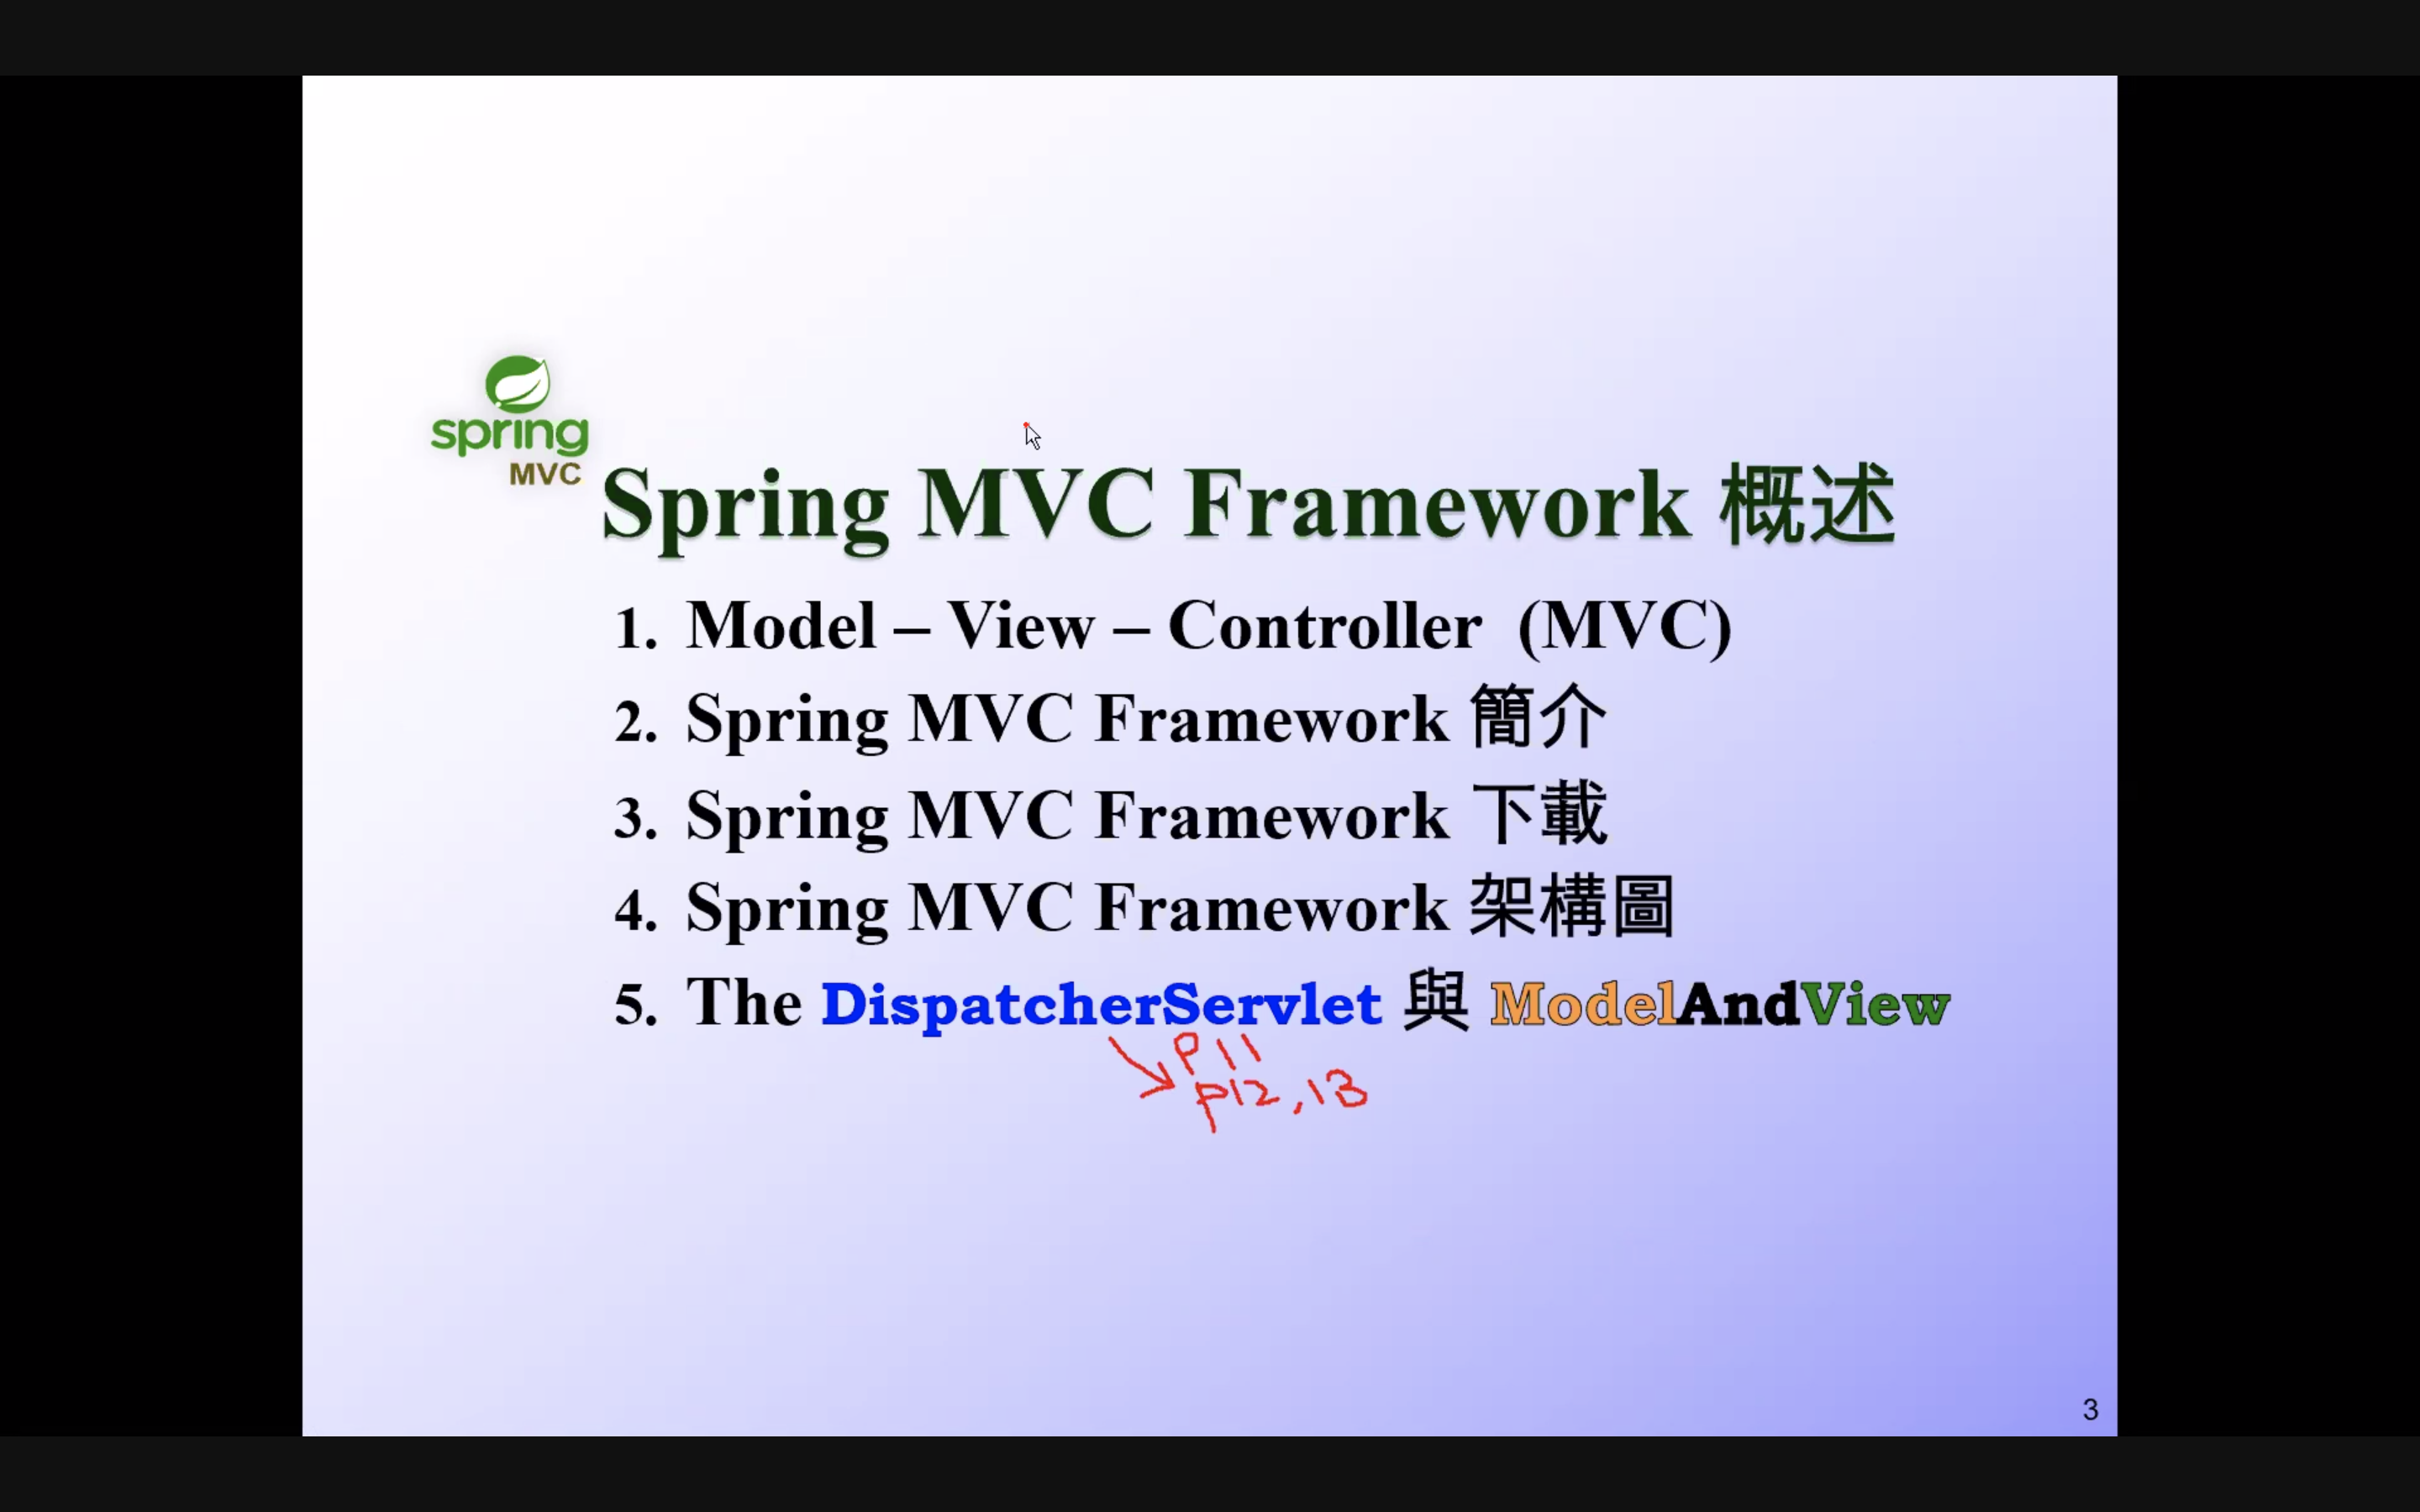 spring
MVC
Spring MVC Framework 概述
1. Model – View – Controller (MVC)
2. Spring MVC Framework 簡介
3. Spring MVC Framework 下載
4. Spring MVC Framework 架構圖
5. The DispatcherServlet 與 ModelAndView
P11
P12,13
3